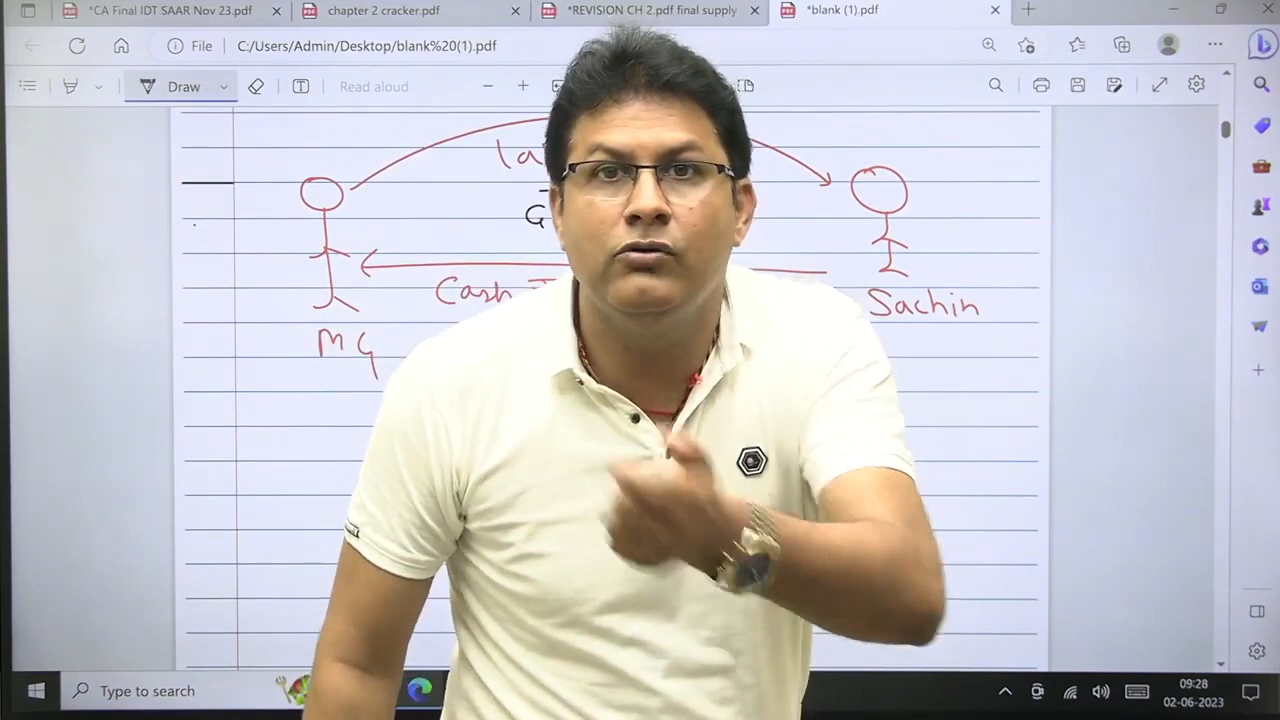 *CA Final IDT SAAR Nov 23.pdf
chapter 2 cracker.pdf
*REVISION CH 2.pdf final supply
*blank (1).pdf
File C:/Users/Admin/Desktop/blank%20(1).pdf
Draw
Read aloud
G
Cash
Sachin
MG
Type to search
09:28
02-06-2023